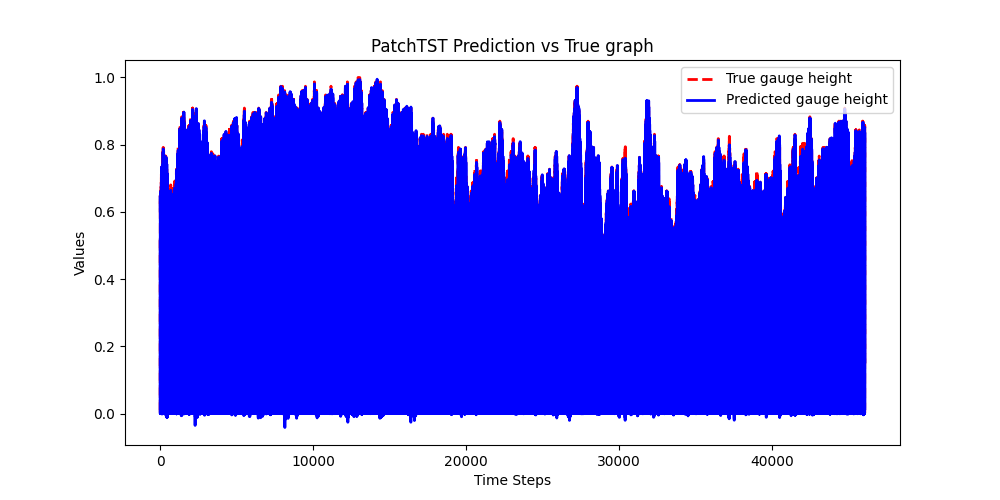 PatchTST Prediction vs True graph
True gauge height
Predicted gauge height
Values
1.0
0.8
0.6
0.4
0.2
0.0
0 10000 20000 30000 40000
Time Steps